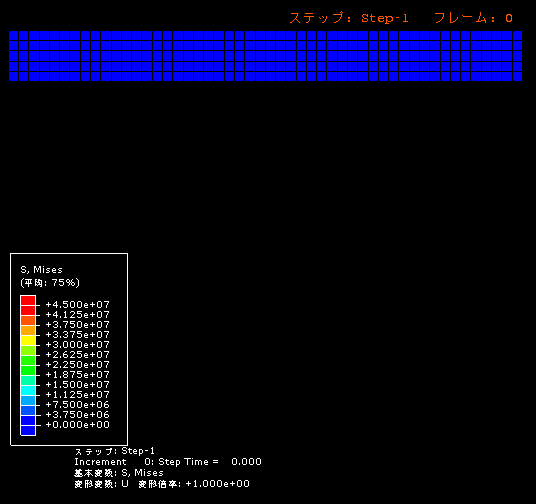 ステップ: Step-1 フレーム: 0
S, Mises
(平均: 75%)
+4.500e+07
+4.125e+07
+3.750e+07
+3.375e+07
+3.000e+07
+2.625e+07
+2.250e+07
+1.875e+07
+1.500e+07
+1.125e+07
+7.500e+06
+3.750e+06
+0.000e+00
ステップ: Step-1
Increment 0: Step Time = 0.000
基本変数: S, Mises
変形変数: U 変形倍率: +1.000e+00